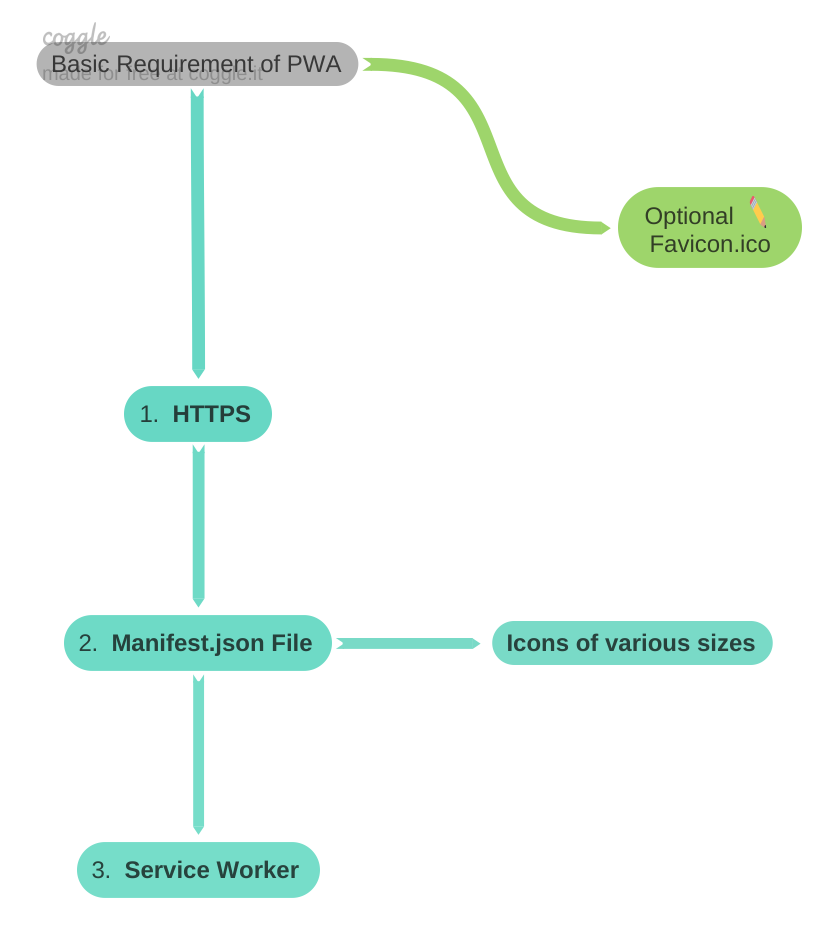 coggle
Basic Requirement of PWA
made for free at coggle.it
Optional
Favicon.ico
1. HTTPS
2. Manifest.json File
Icons of various sizes
3. Service Worker